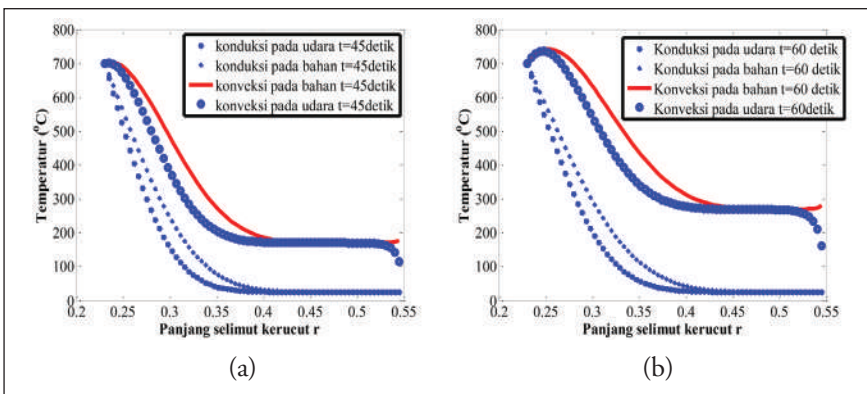 800
700
600
500
400
300
200
100
0
Temperatur (°C)
konduksi pada udara t=45detik
konduksi pada bahan t=45detik
konveksi pada bahan t=45detik
konveksi pada udara t=45detik
0.2 0.25 0.3 0.35 0.4 0.45 0.5 0.55
Panjang selimut kerucut r
(a)
800
700
600
500
400
300
200
100
0
Temperatur (°C)
Konduksi pada udara t=60 detik
Konduksi pada bahan t=60 detik
Konveksi pada bahan t=60 detik
Konveksi pada udara t=60detik
0.2 0.25 0.3 0.35 0.4 0.45 0.5 0.55
Panjang selimut kerucut r
(b)